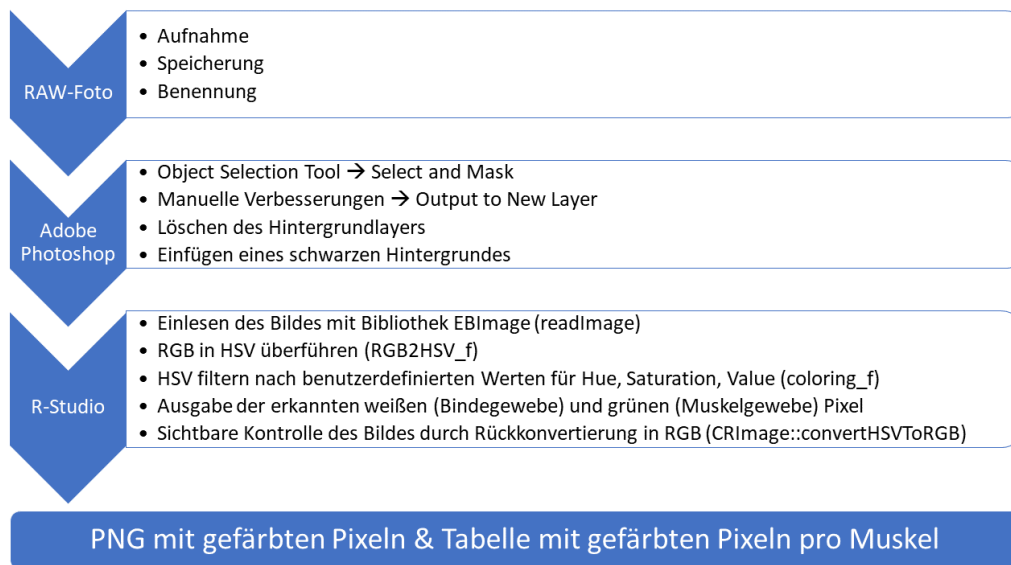 RAW-Foto
• Aufnahme
• Speicherung
• Benennung
Adobe
Photoshop
• Object Selection Tool → Select and Mask
• Manuelle Verbesserungen → Output to New Layer
• Löschen des Hintergrundlayers
• Einfügen eines schwarzen Hintergrundes
R-Studio
• Einlesen des Bildes mit Bibliothek EBImage (readImage)
• RGB in HSV überführen (RGB2HSV_f)
• HSV filtern nach benutzerdefinierten Werten für Hue, Saturation, Value (coloring_f)
• Ausgabe der erkannten weißen (Bindegewebe) und grünen (Muskelgewebe) Pixel
• Sichtbare Kontrolle des Bildes durch Rückkonvertierung in RGB (CRImage::convertHSVToRGB)
PNG mit gefärbten Pixeln & Tabelle mit gefärbten Pixeln pro Muskel